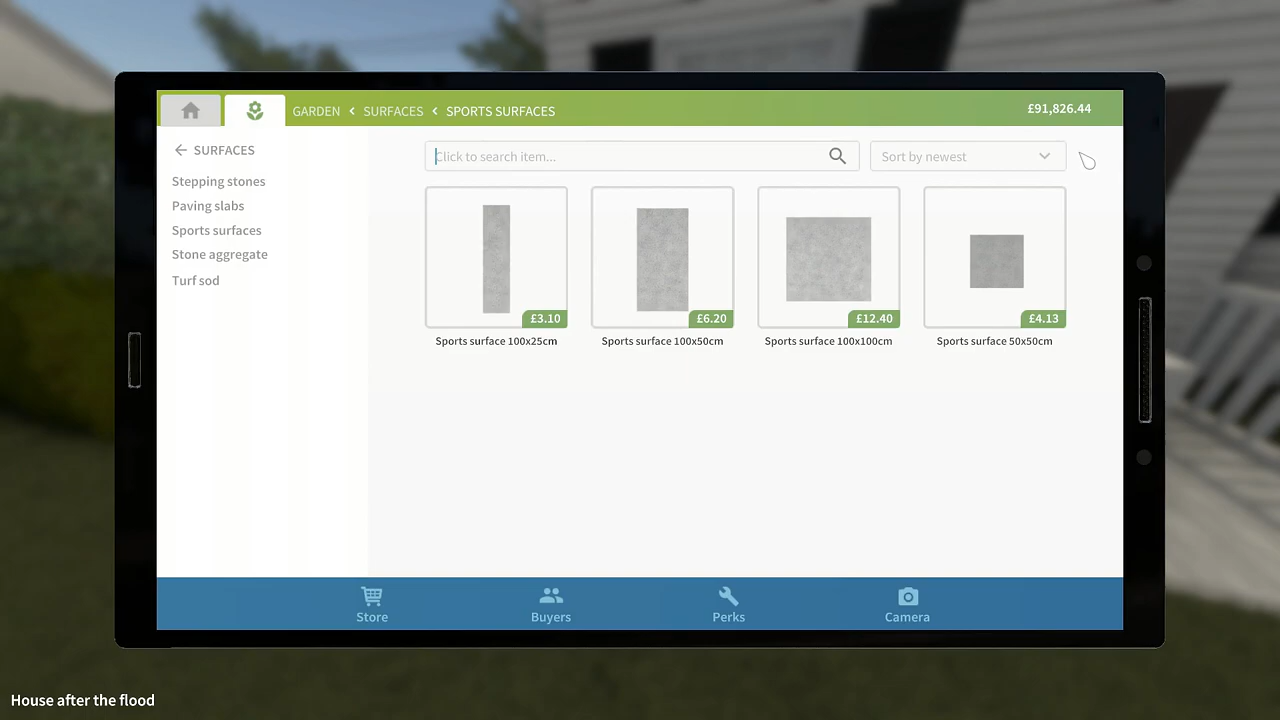 GARDEN < SURFACES < SPORTS SURFACES
£91,826.44
SURFACES
Stepping stones
Paving slabs
Sports surfaces
Stone aggregate
Turf sod
Click to search item...
Sort by newest
£3.10
£6.20
£12.40
£4.13
Sports surface 100x25cm
Sports surface 100x50cm
Sports surface 100x100cm
Sports surface 50x50cm
Store
Buyers
Perks
Camera
House after the flood